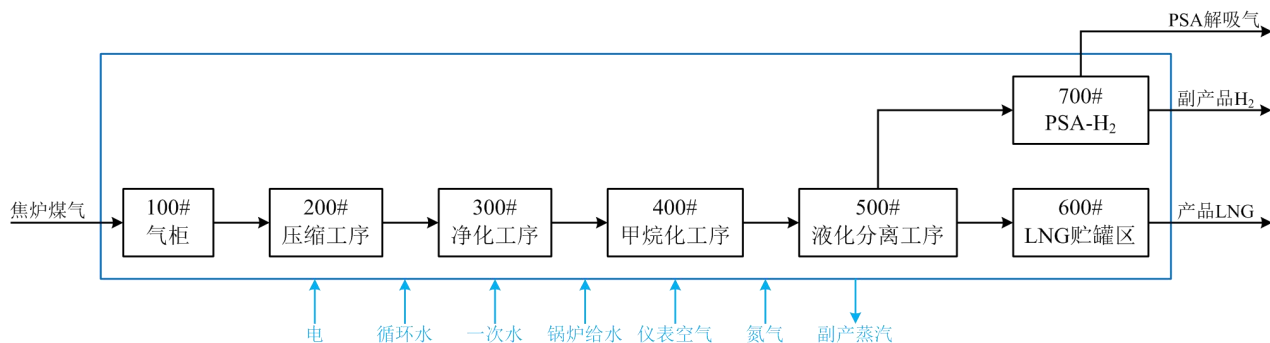 PSA解吸气
700#
PSA-H₂
副产品H₂
焦炉煤气
100#
气柜
200#
压缩工序
300#
净化工序
400#
甲烷化工序
500#
液化分离工序
600#
LNG贮罐区
产品LNG
电
循环水
一次水
锅炉给水
仪表空气
氮气
副产蒸汽